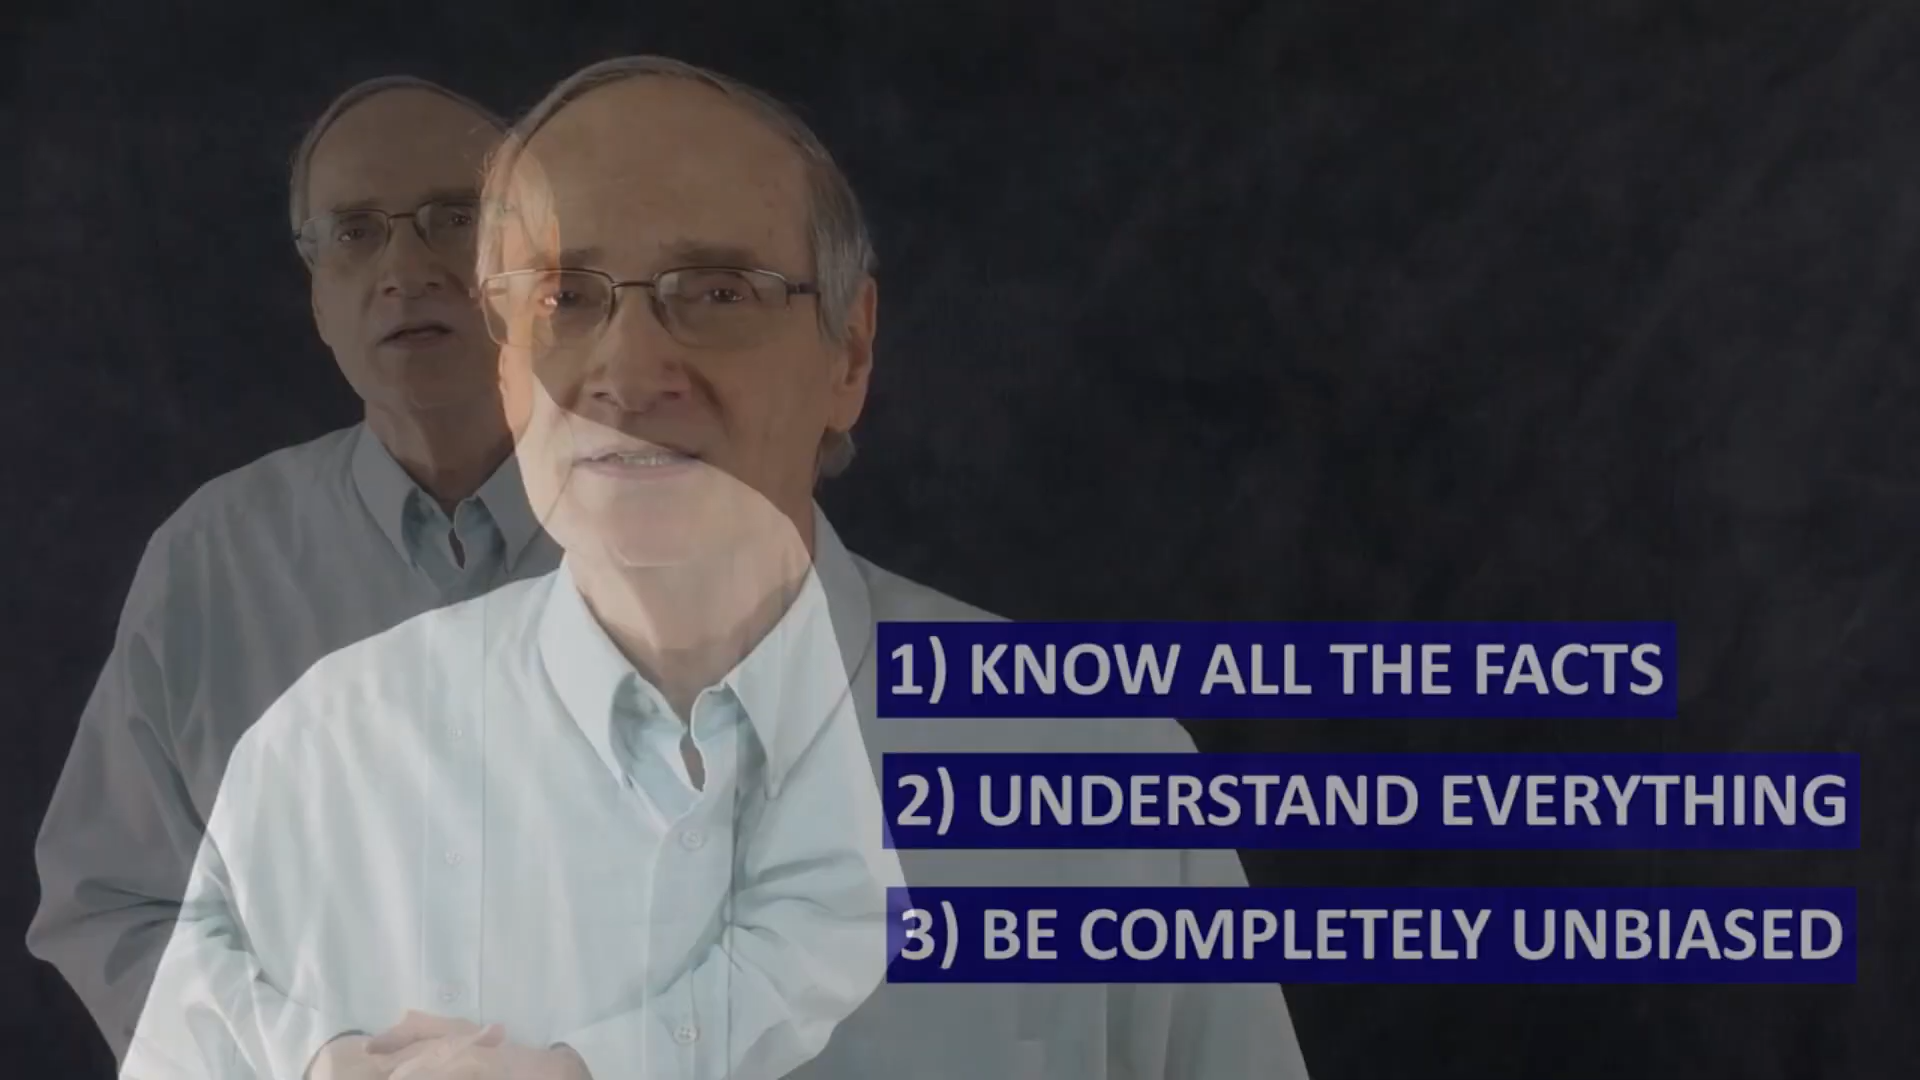 1) KNOW ALL THE FACTS
2) UNDERSTAND EVERYTHING
3) BE COMPLETELY UNBIASED